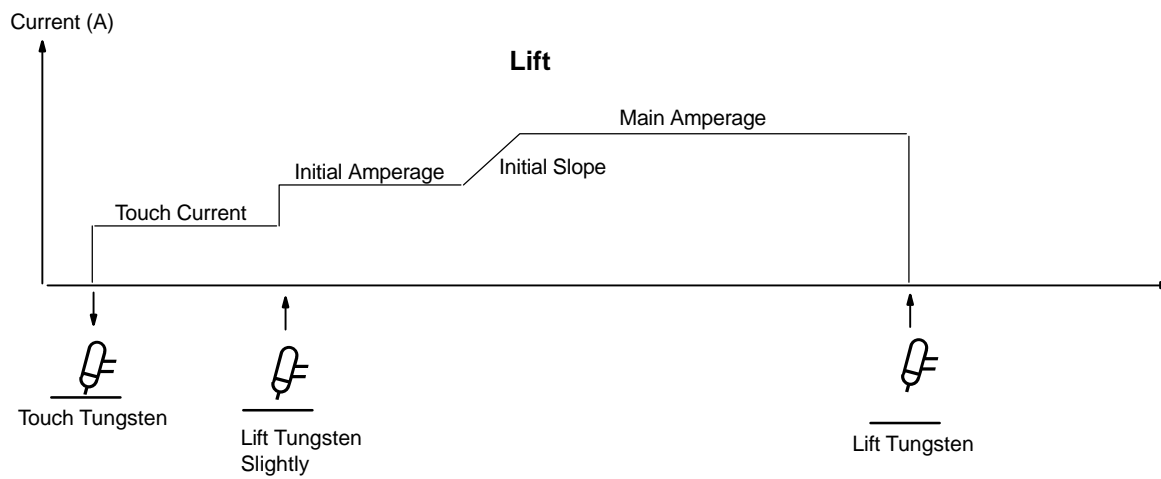 Current (A)
Lift
Main Amperage
Initial Amperage
Initial Slope
Touch Current
Touch Tungsten
Lift Tungsten
Slightly
Lift Tungsten